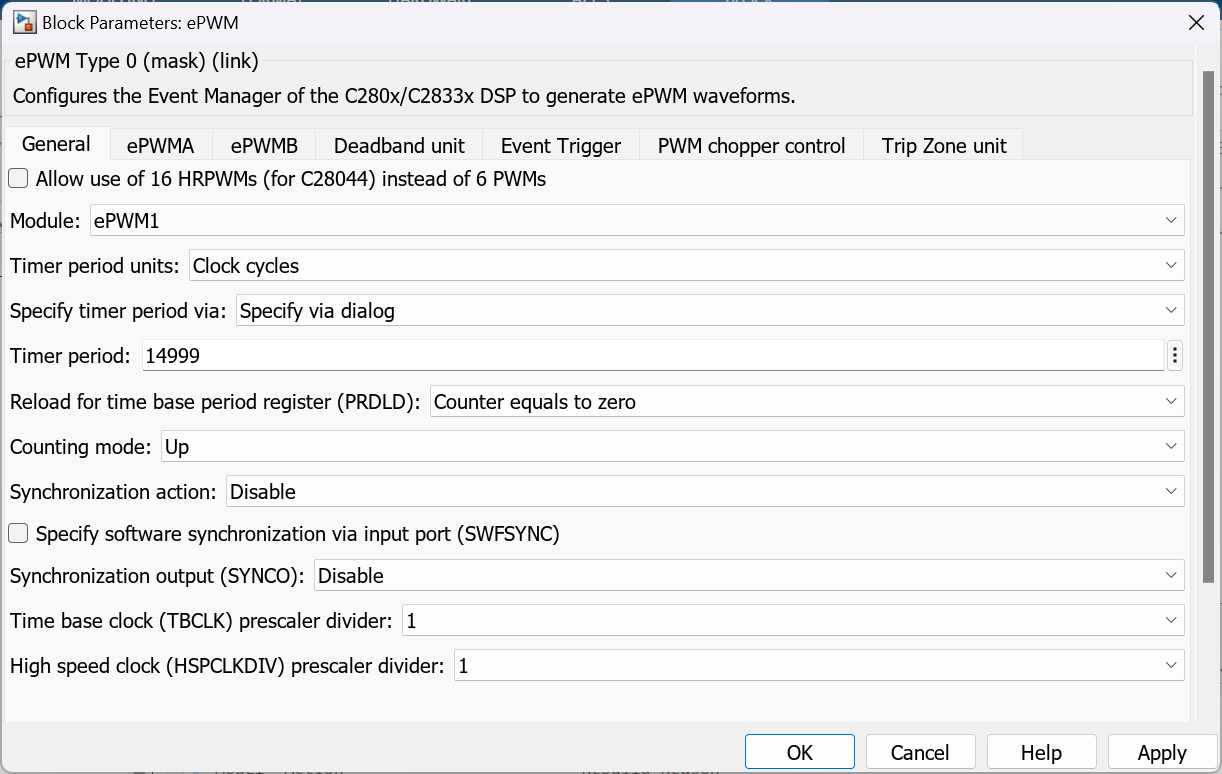 Block Parameters: ePWM
ePWM Type 0 (mask) (link)
Configures the Event Manager of the C280x/C2833x DSP to generate ePWM waveforms.
General ePWMA ePWMB Deadband unit Event Trigger PWM chopper control Trip Zone unit
Allow use of 16 HRPWMs (for C28044) instead of 6 PWMs
Module: ePWM1
Timer period units: Clock cycles
Specify timer period via: Specify via dialog
Timer period: 14999
Reload for time base period register (PRDLD): Counter equals to zero
Counting mode: Up
Synchronization action: Disable
Specify software synchronization via input port (SWFSYNC)
Synchronization output (SYNCO): Disable
Time base clock (TBCLK) prescaler divider: 1
High speed clock (HSPCLKDIV) prescaler divider: 1
OK Cancel Help Apply